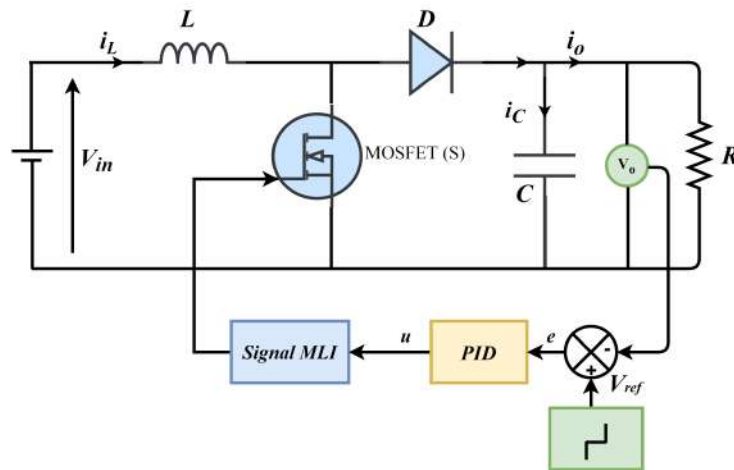 L
D
i_L
i_o
V_in
MOSFET (S)
i_C
C
V_o
R
Signal MLI
u
PID
e
-
+
V_ref